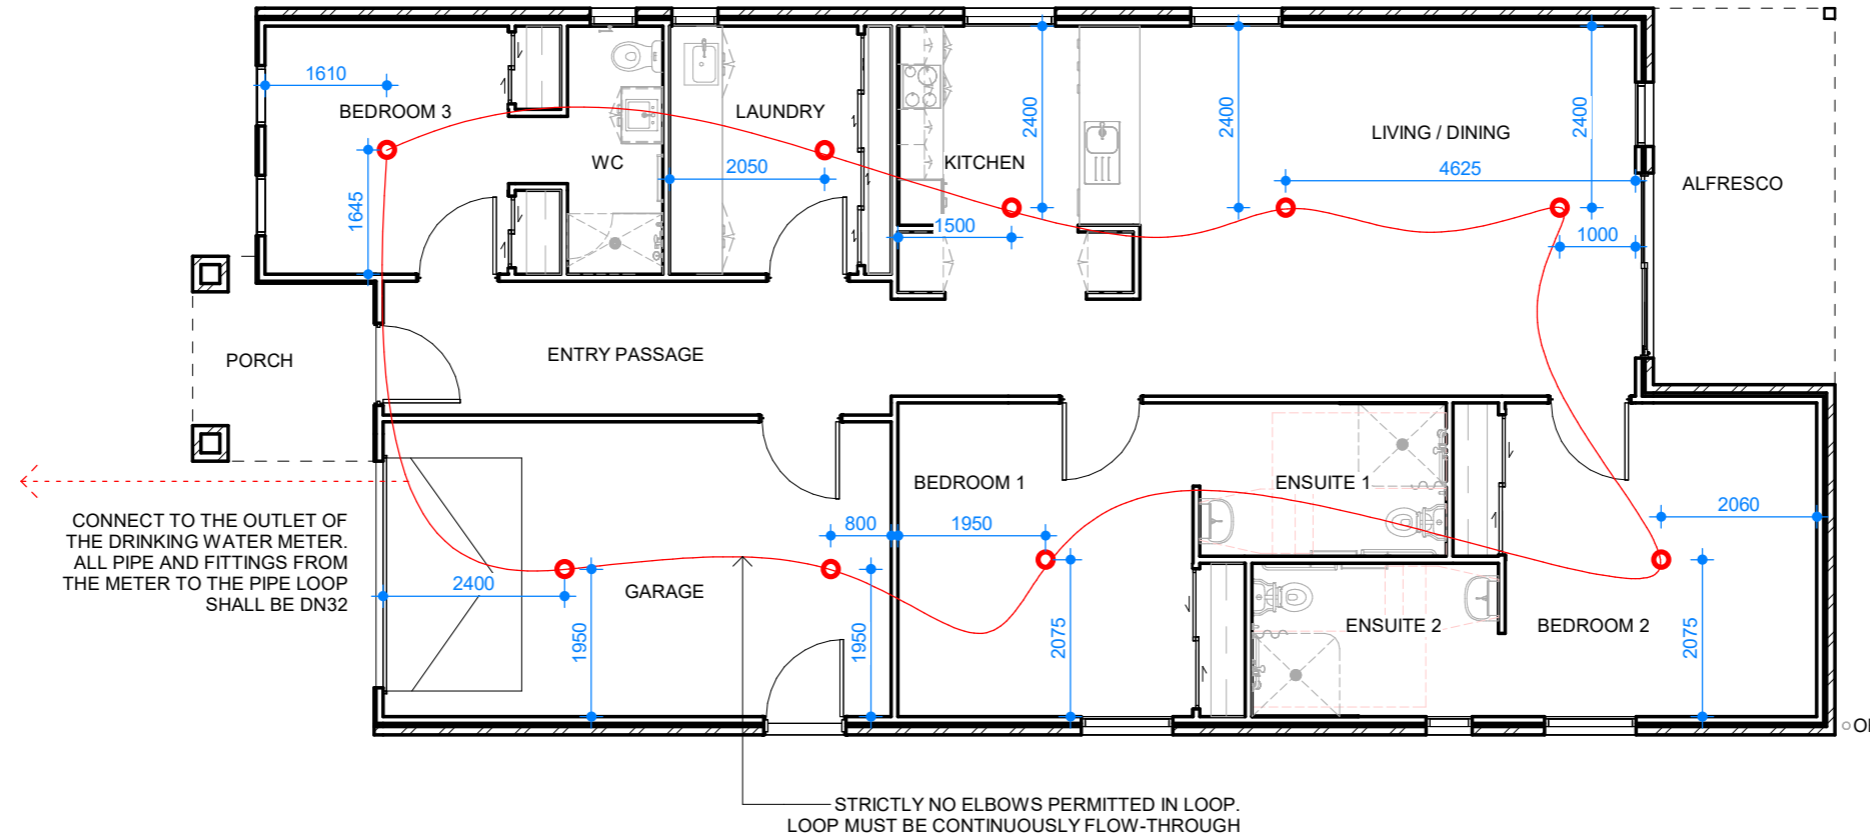 1610
BEDROOM 3
1645
WC
LAUNDRY
2050
KITCHEN
1500
2400
2400
LIVING / DINING
4625
2400
1000
ALFRESCO
PORCH
ENTRY PASSAGE
CONNECT TO THE OUTLET OF
THE DRINKING WATER METER.
ALL PIPE AND FITTINGS FROM
THE METER TO THE PIPE LOOP
SHALL BE DN32
2400
GARAGE
1950
800
1950
BEDROOM 1
1950
2075
ENSUITE 1
ENSUITE 2
BEDROOM 2
2060
2075
STRICTLY NO ELBOWS PERMITTED IN LOOP.
LOOP MUST BE CONTINUOUSLY FLOW-THROUGH